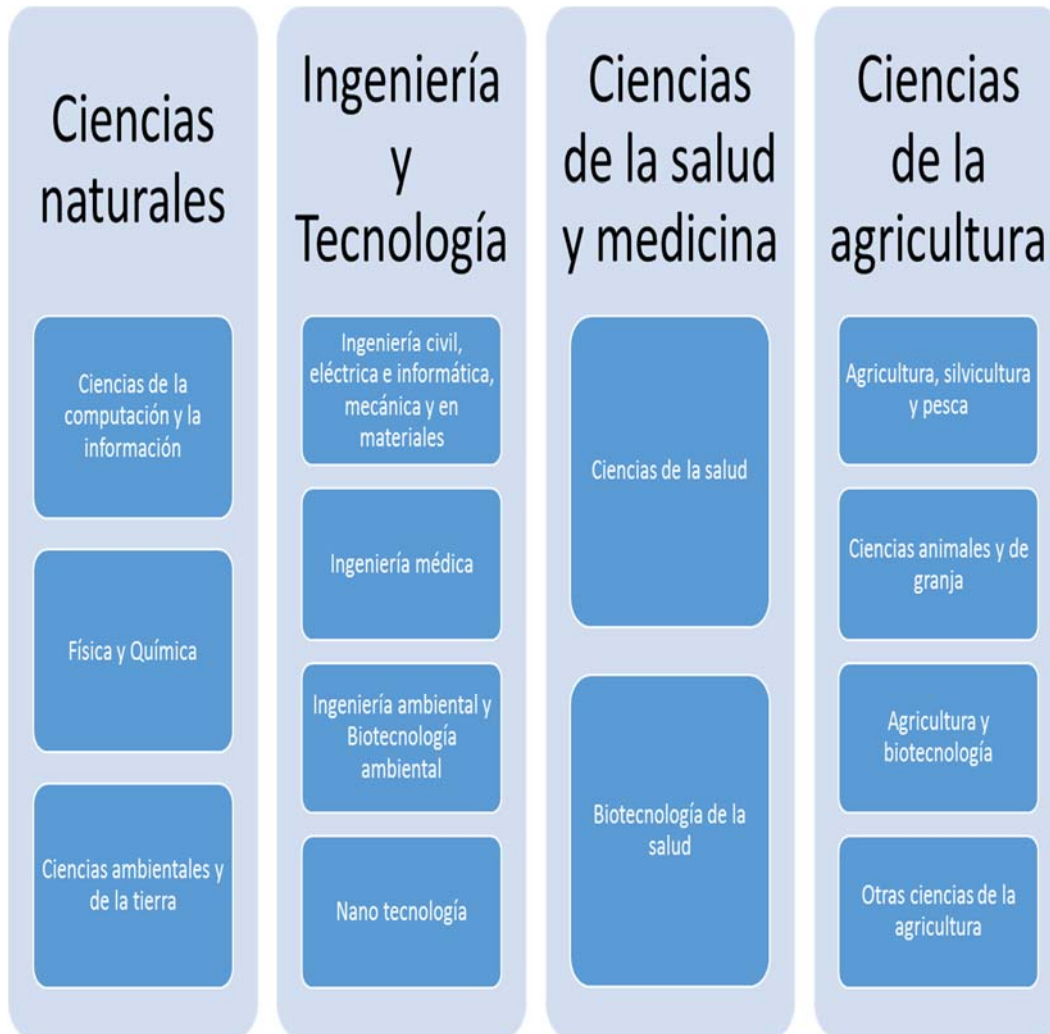 Ciencias
naturales
Ciencias de la
computación y la
información
Física y Química
Ciencias ambientales y
de la tierra
Ingeniería
y
Tecnología
Ingeniería civil,
eléctrica e informática,
mecánica y en
materiales
Ingeniería médica
Ingeniería ambiental y
Biotecnología
ambiental
Nano tecnología
Ciencias
de la salud
y medicina
Ciencias de la salud
Biotecnología de la
salud
Ciencias
de la
agricultura
Agricultura, silvicultura
y pesca
Ciencias animales y de
granja
Agricultura y
biotecnología
Otras ciencias de la
agricultura